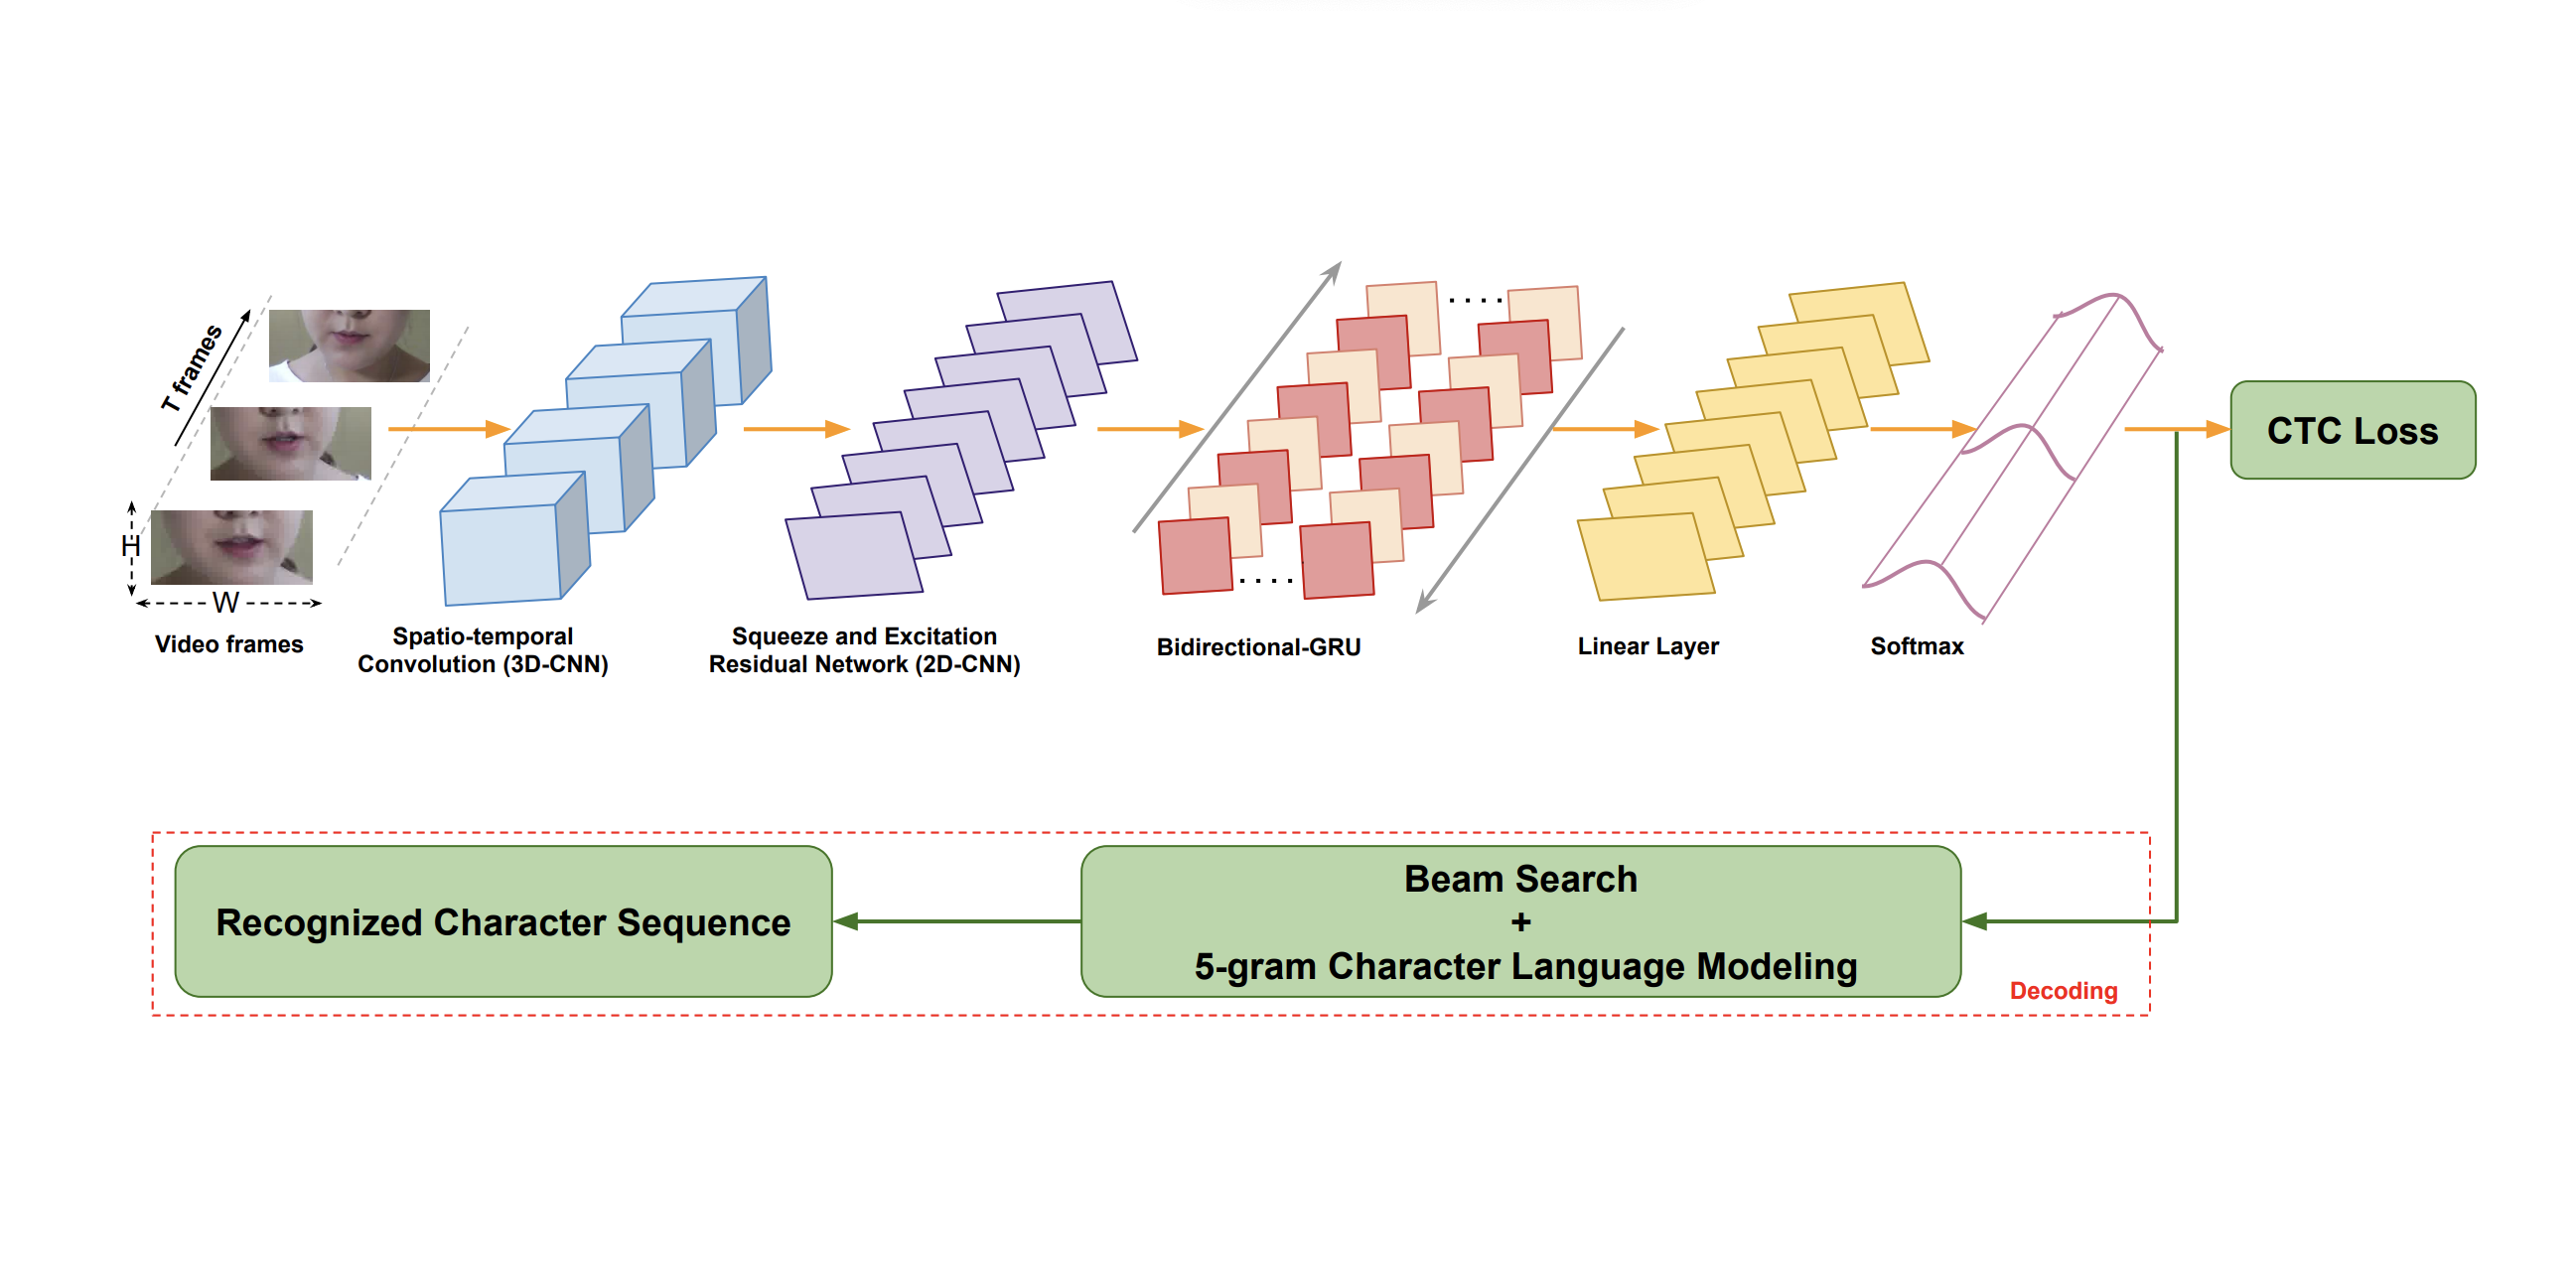 T frames
H
W
Video frames
Spatio-temporal
Convolution (3D-CNN)
Squeeze and Excitation
Residual Network (2D-CNN)
. . . .
. . . .
Bidirectional-GRU
Linear Layer
Softmax
CTC Loss
Beam Search
+
5-gram Character Language Modeling
Decoding
Recognized Character Sequence